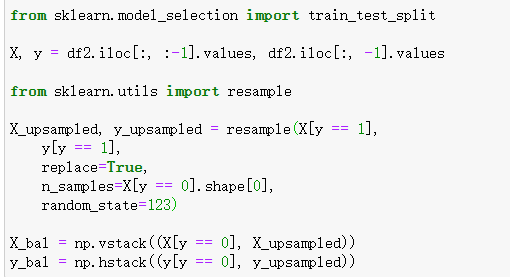 from sklearn.model_selection import train_test_split
X, y = df2.iloc[:, :-1].values, df2.iloc[:, -1].values
from sklearn.utils import resample
X_upsampled, y_upsampled = resample(X[y == 1],
    y[y == 1],
    replace=True,
    n_samples=X[y == 0].shape[0],
    random_state=123)
X_bal = np.vstack((X[y == 0], X_upsampled))
y_bal = np.hstack((y[y == 0], y_upsampled))